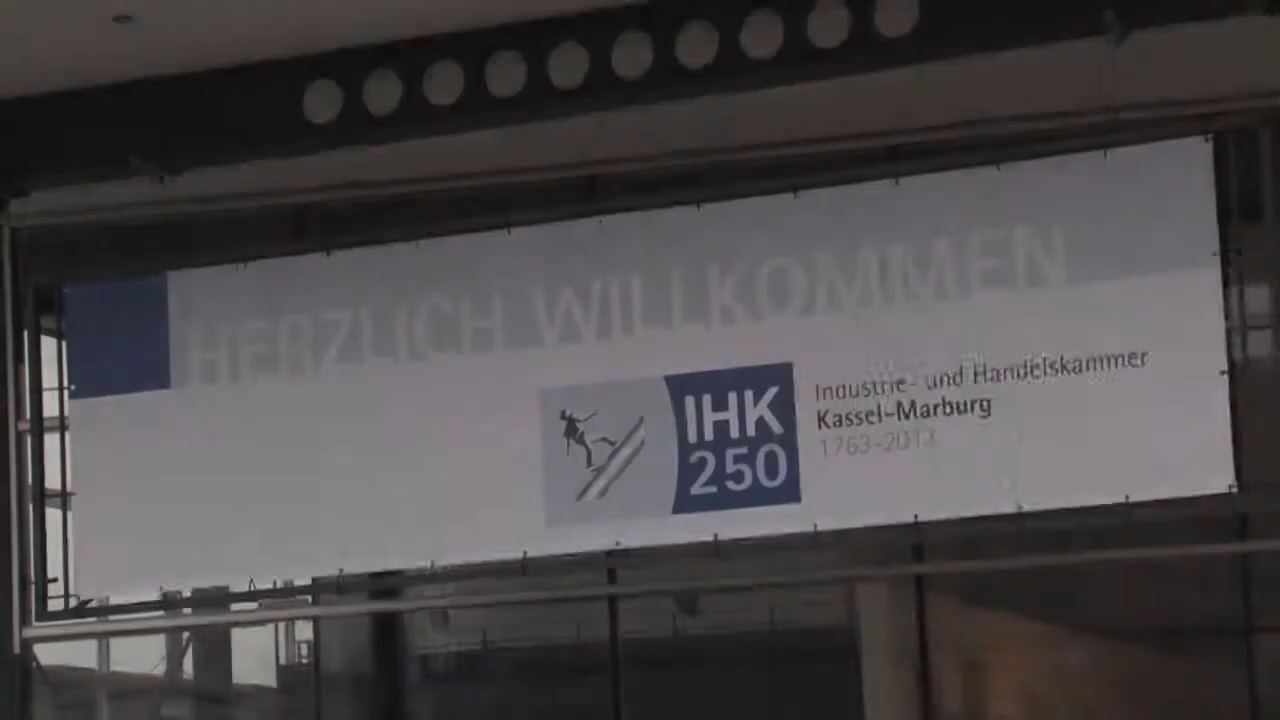 HERZLICH WILLKOMMEN
IHK
250
Industrie- und Handelskammer
Kassel-Marburg
1763-2013